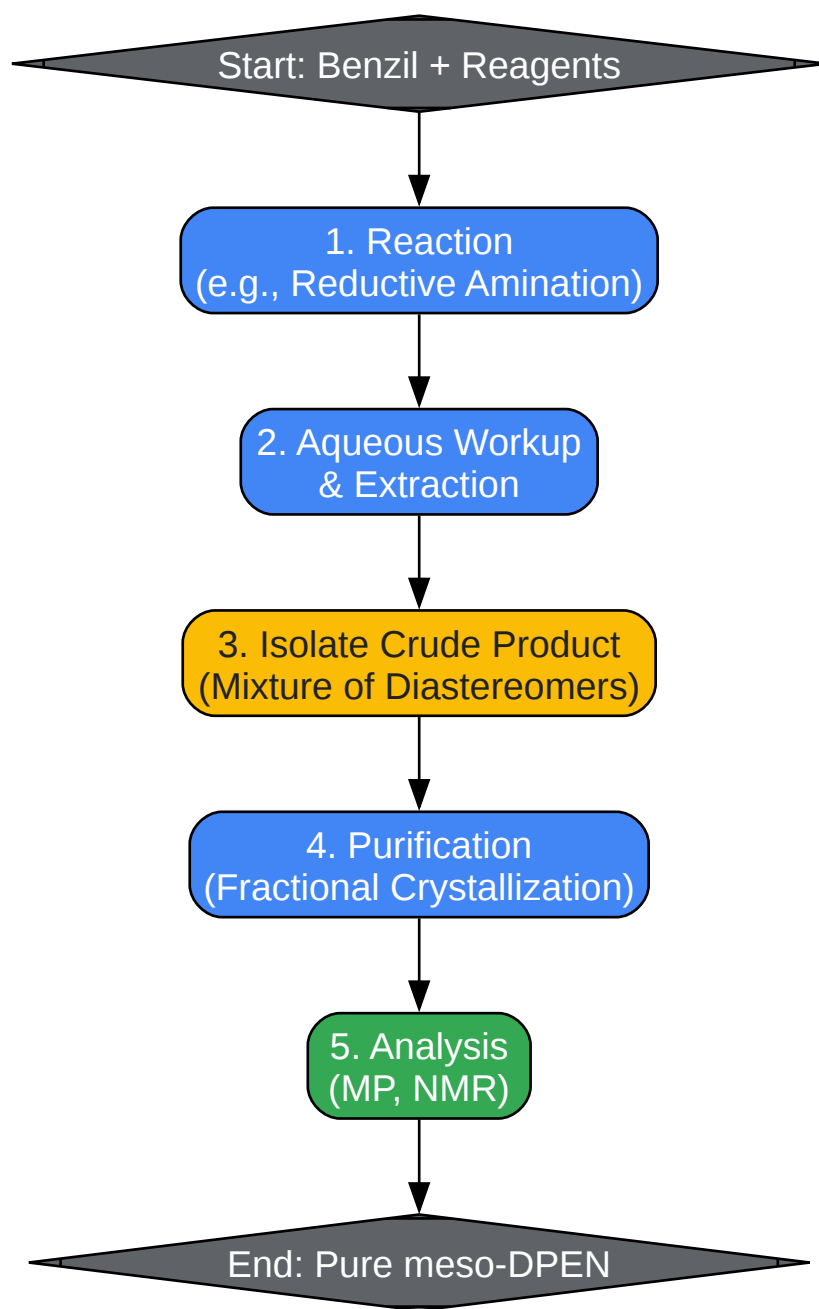 Start: Benzil + Reagents
1. Reaction
(e.g., Reductive Amination)
2. Aqueous Workup
& Extraction
3. Isolate Crude Product
(Mixture of Diastereomers)
4. Purification
(Fractional Crystallization)
5. Analysis
(MP, NMR)
End: Pure meso-DPEN